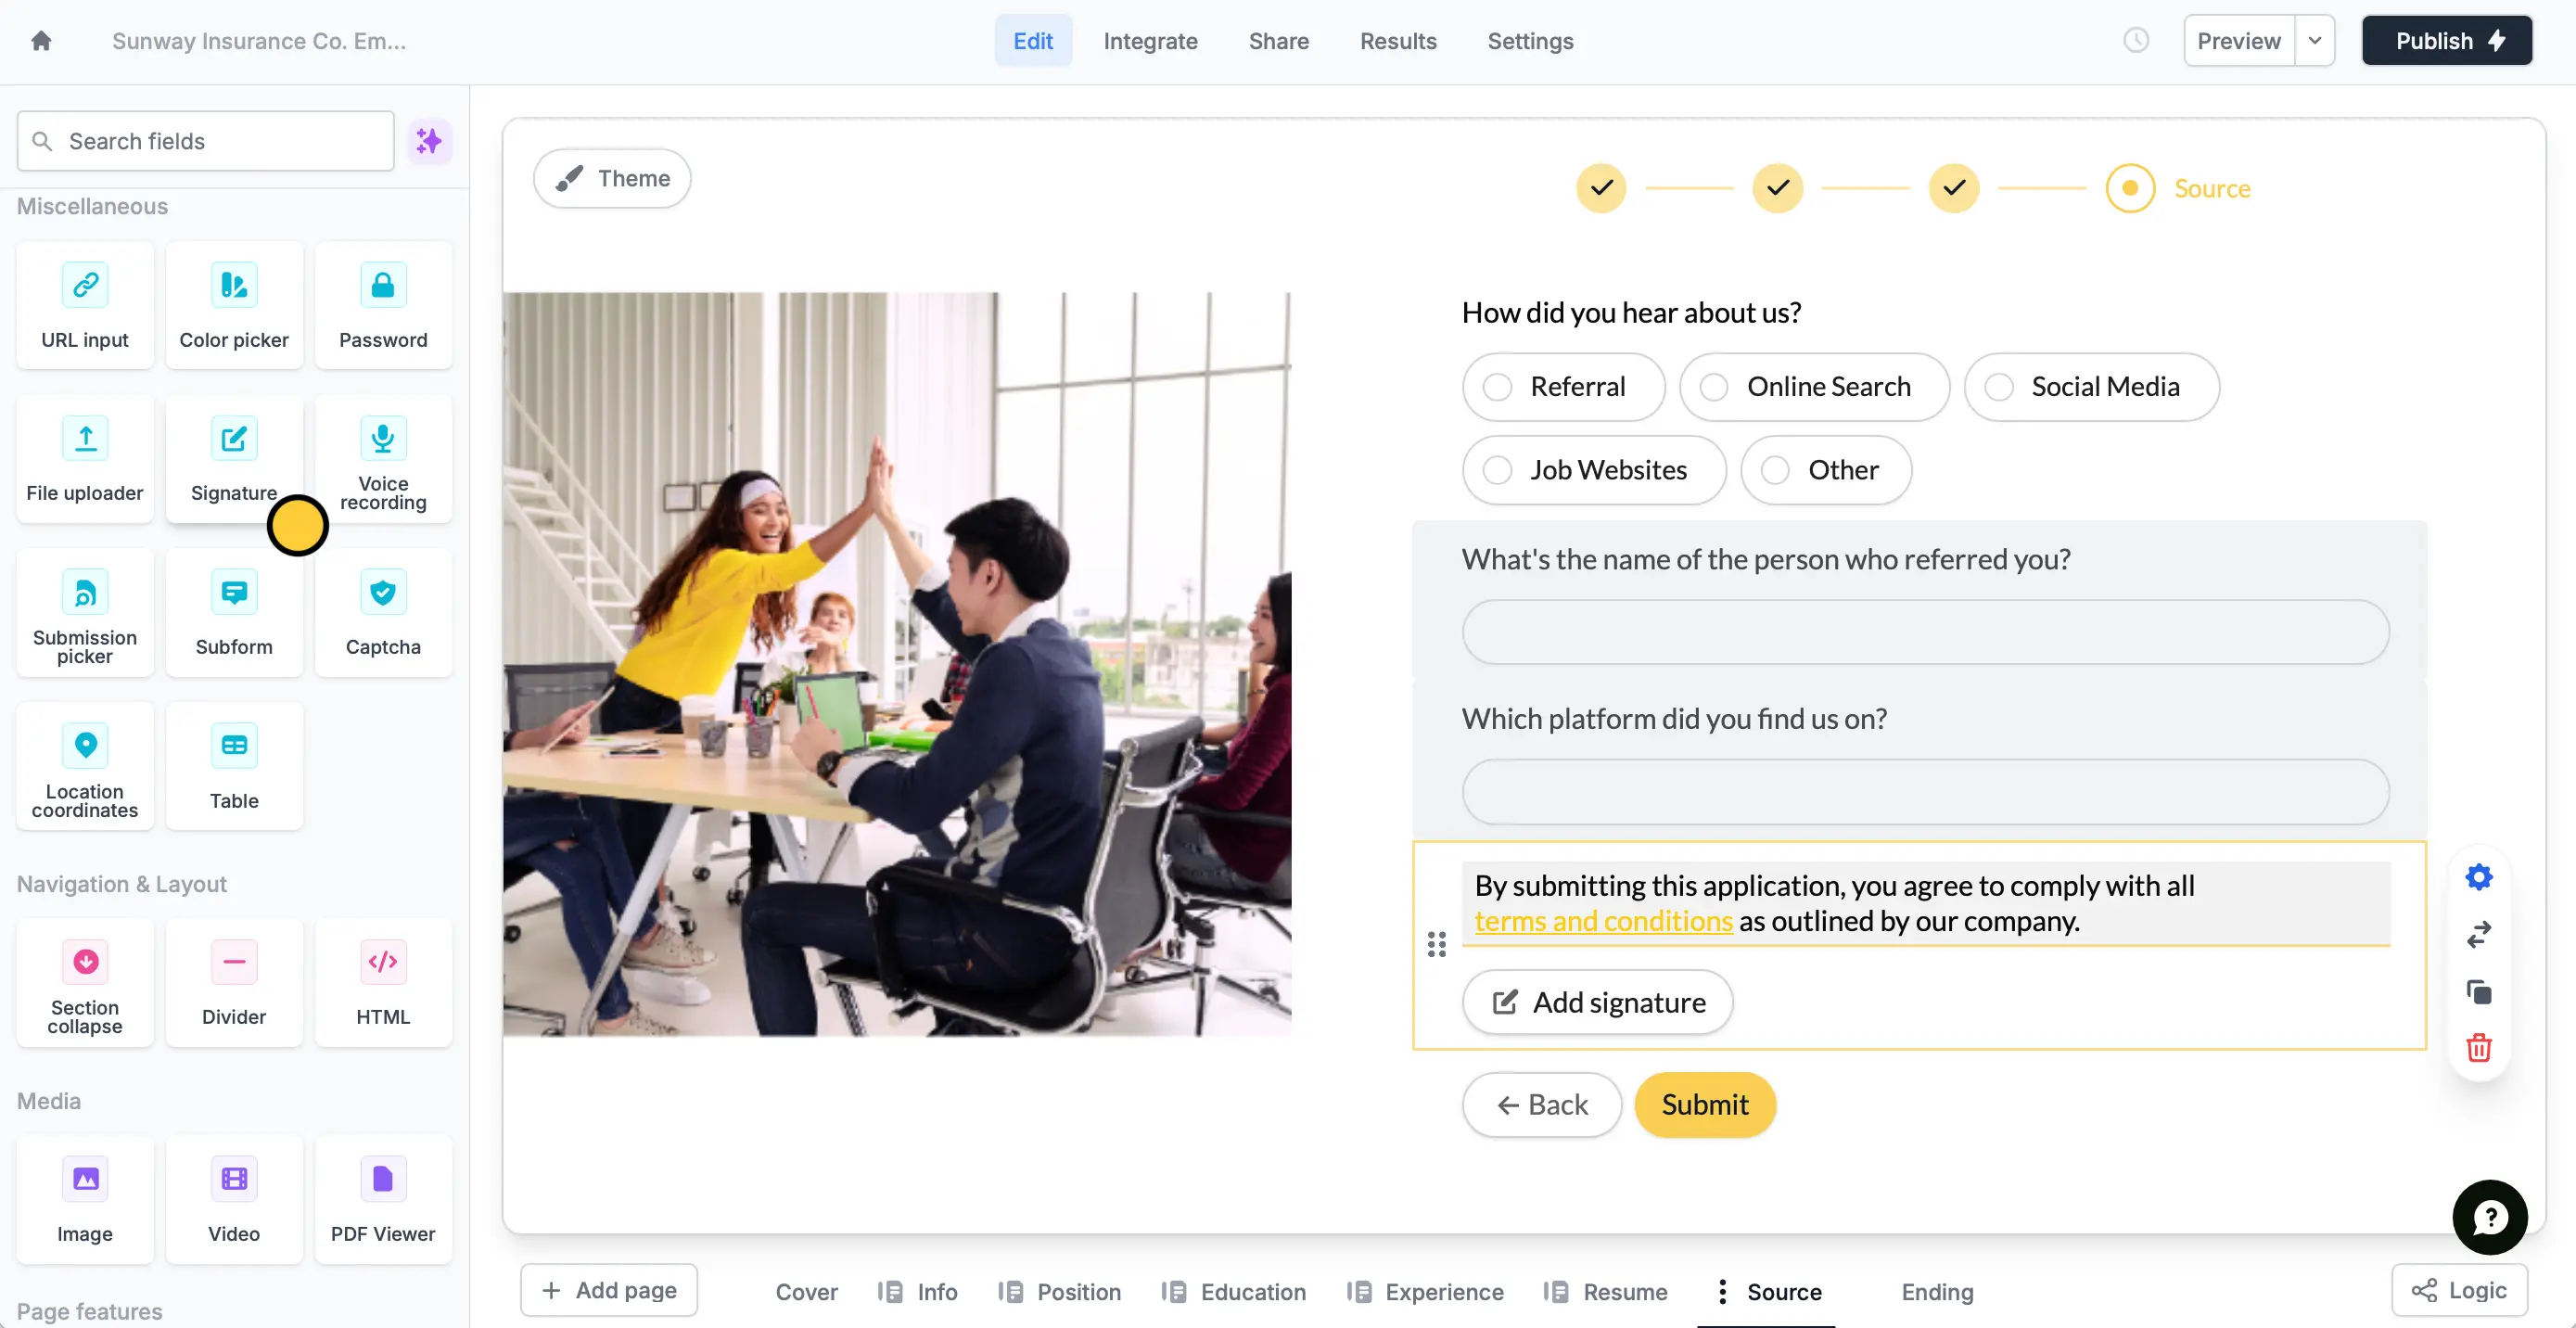 Sunway Insurance Co. Em...
Edit
Integrate
Share
Results
Settings
Preview
Publish
Search fields
Miscellaneous
URL input
Color picker
Password
File uploader
Signature
Voice
recording
Submission
picker
Subform
Captcha
Location
coordinates
Table
Navigation & Layout
Section
collapse
Divider
HTML
Media
Image
Video
PDF Viewer
Page features
Theme
Source
How did you hear about us?
Referral
Online Search
Social Media
Job Websites
Other
What's the name of the person who referred you?
Which platform did you find us on?
By submitting this application, you agree to comply with all
terms and conditions as outlined by our company.
Add signature
← Back
Submit
+ Add page
Cover
Info
Position
Education
Experience
Resume
Source
Ending
Logic